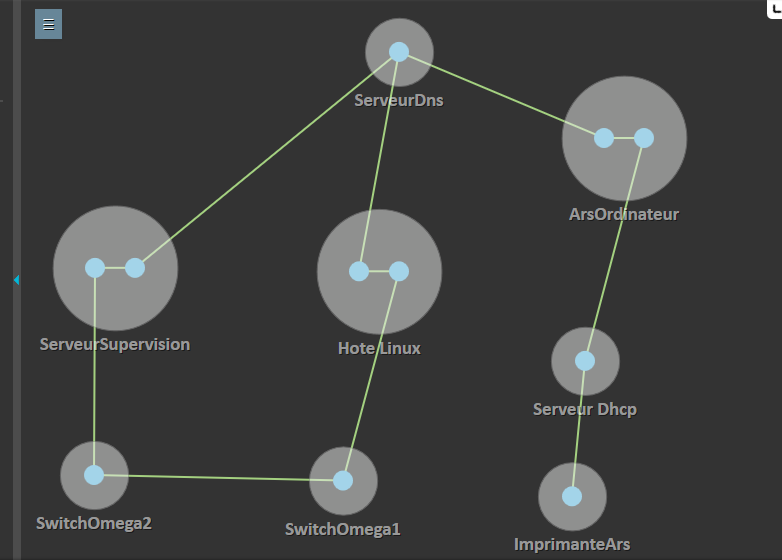 ServeurDns
ArsOrdinateur
ServeurSupervision
Hote Linux
Serveur Dhcp
SwitchOmega2
SwitchOmega1
ImprimanteArs